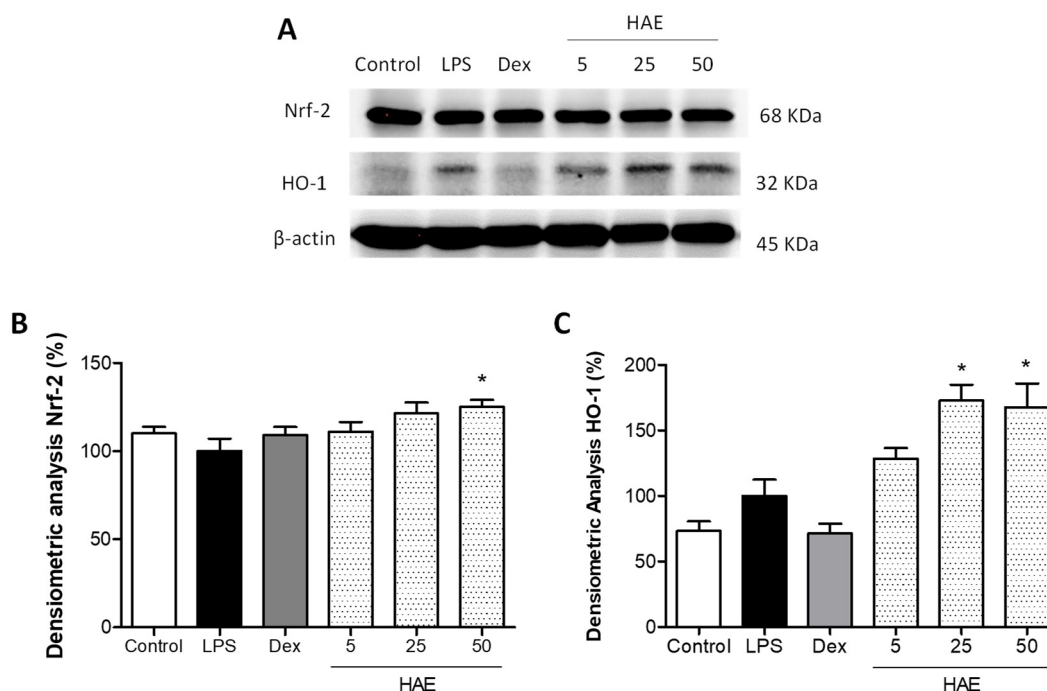 A
HAE
Control LPS Dex 5 25 50
Nrf-2 68 KDa
HO-1 32 KDa
β-actin 45 KDa
B
Densiometric analysis Nrf-2 (%)
150
100
50
0
*
Control LPS Dex 5 25 50
HAE
C
Densiometric Analysis HO-1 (%)
200
150
100
50
0
* *
Control LPS Dex 5 25 50
HAE